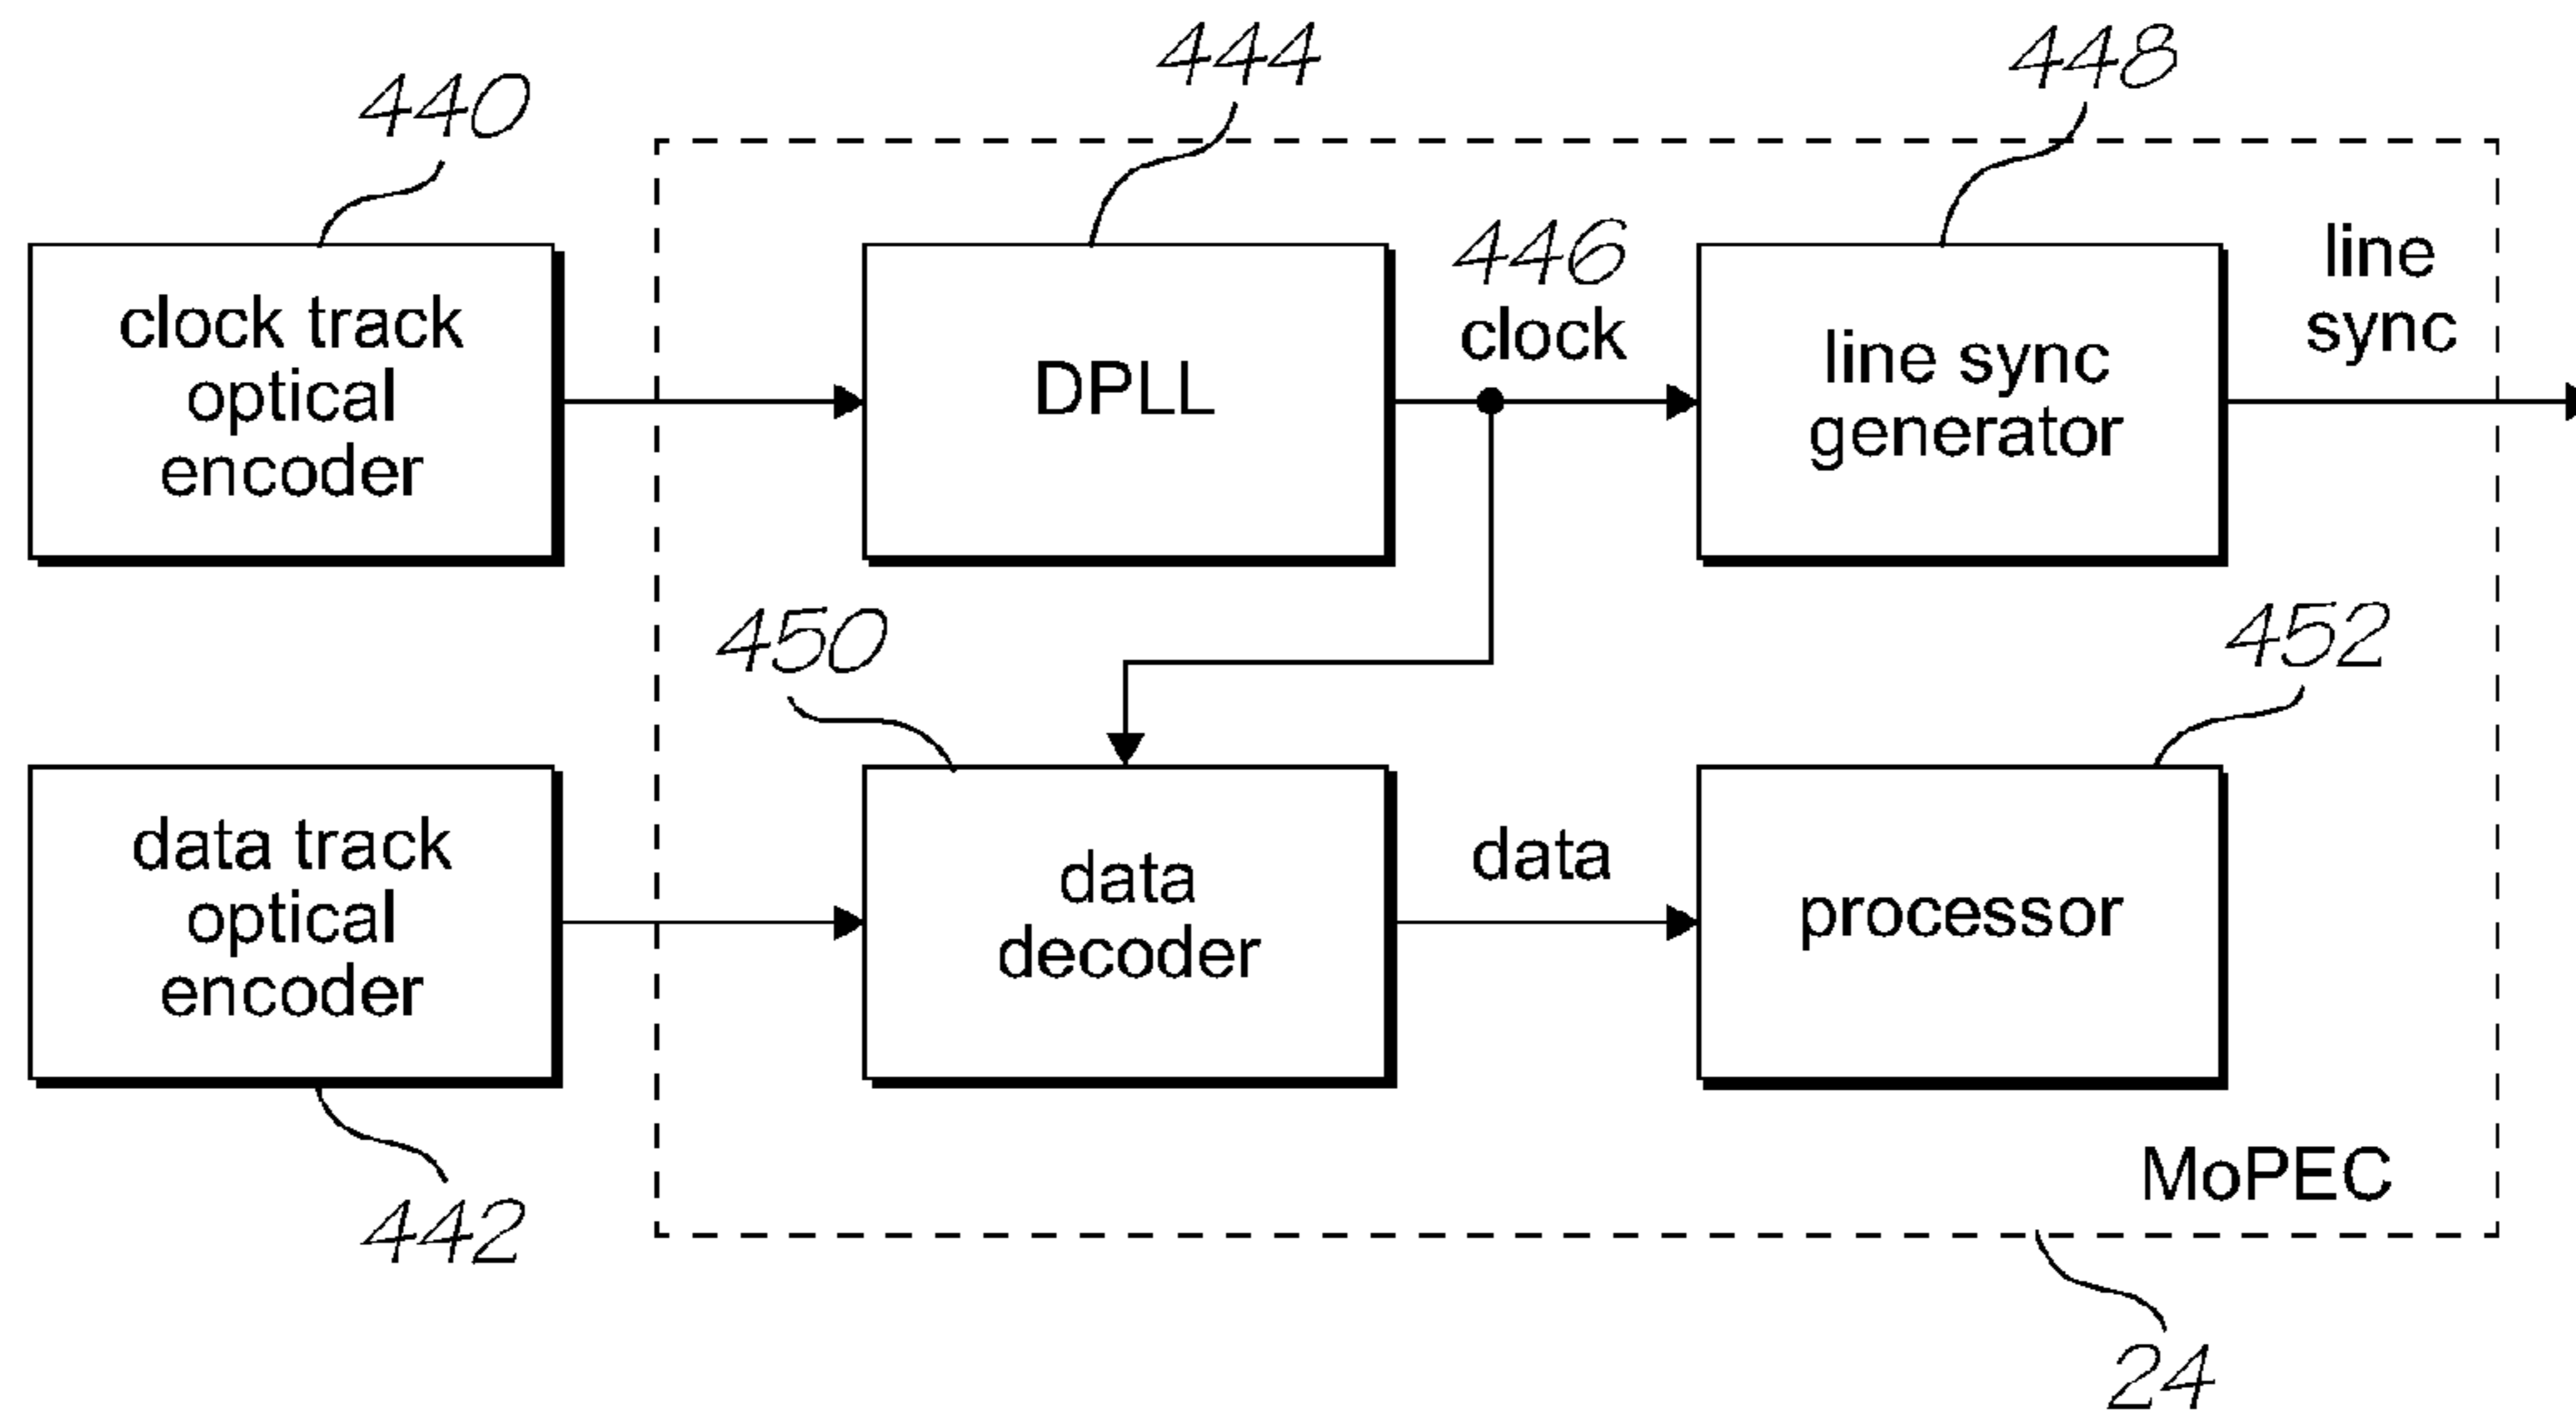 444
448
440
446
line
sync
clock track
optical
encoder
DPLL
clock
line sync
generator
450
452
data track
optical
encoder
data
decoder
data
processor
MoPEC
442
24